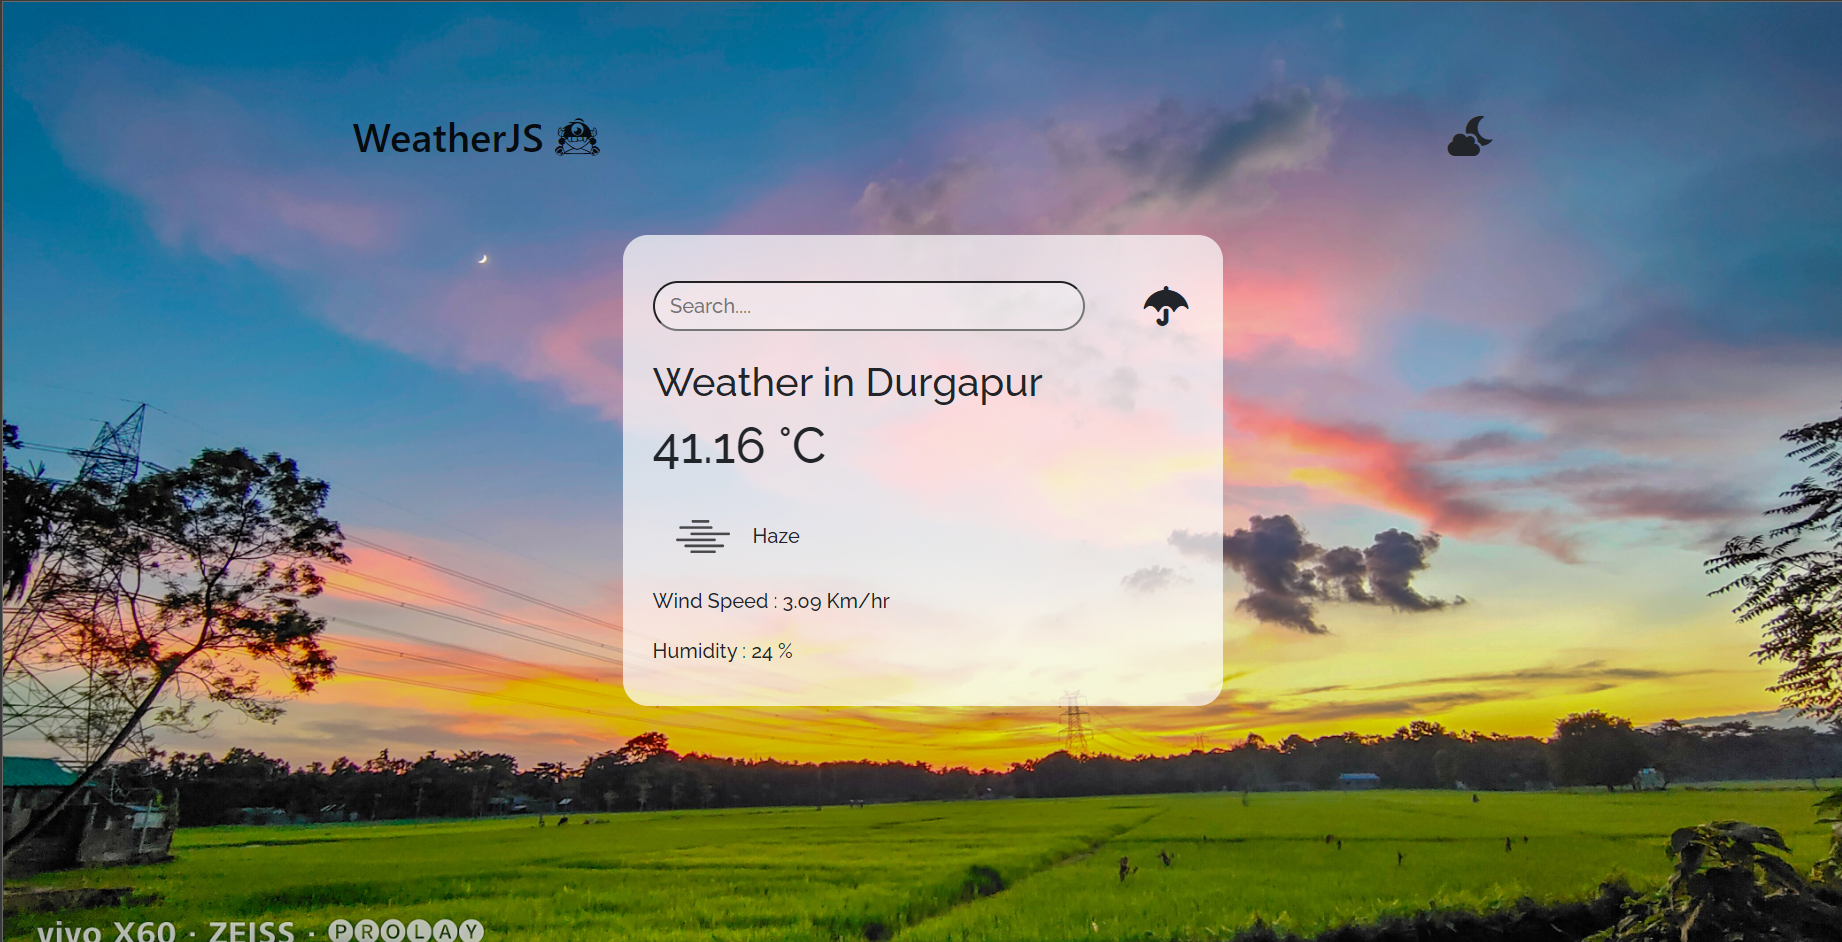 WeatherJS
Search....
Weather in Durgapur
41.16 °C
Haze
Wind Speed : 3.09 Km/hr
Humidity : 24 %
vivo X60 · ZEISS · 🅟🅡🅞🅛🅐🅨